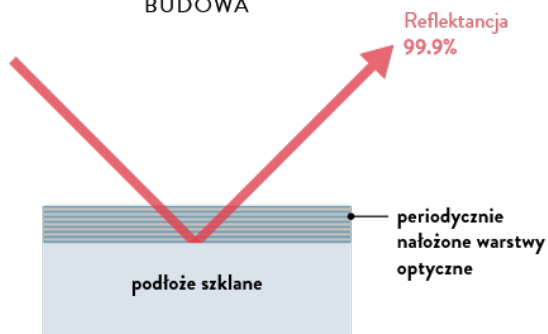 BUDOWA
Reflektancja
99.9%
periodycznie
nałożone warstwy
optyczne
podłoże szklane